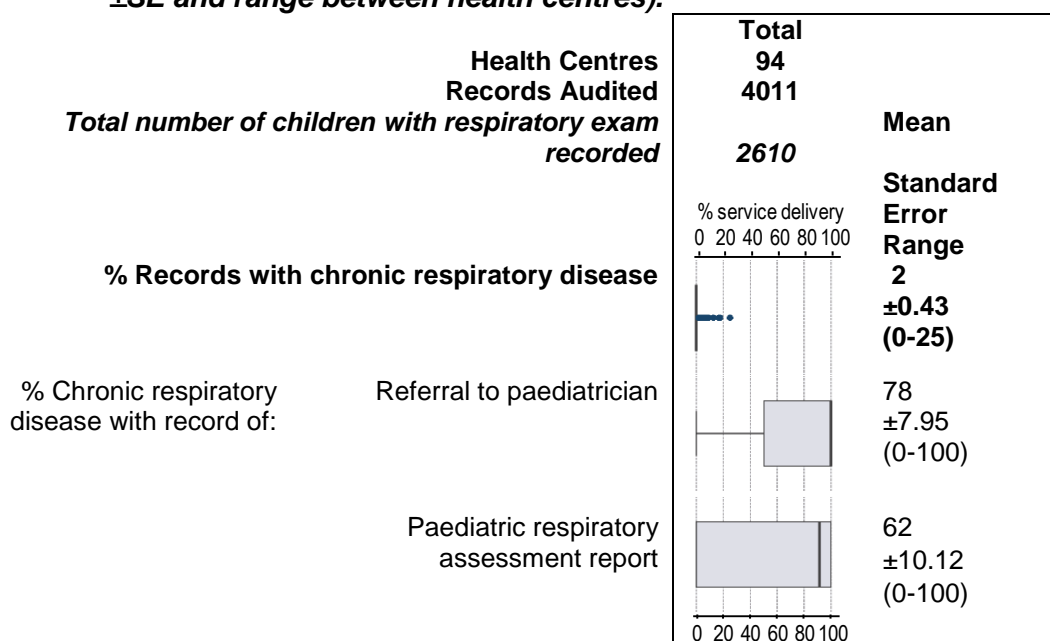 ±SE and range between health centres).
Total
Health Centres 94
Records Audited 4011
Total number of children with respiratory exam Mean
recorded 2610
Standard
% service delivery Error
0 20 40 60 80 100 Range
% Records with chronic respiratory disease 2
±0.43
(0-25)
% Chronic respiratory Referral to paediatrician 78
disease with record of: ±7.95
(0-100)
Paediatric respiratory 62
assessment report ±10.12
(0-100)
0 20 40 60 80 100